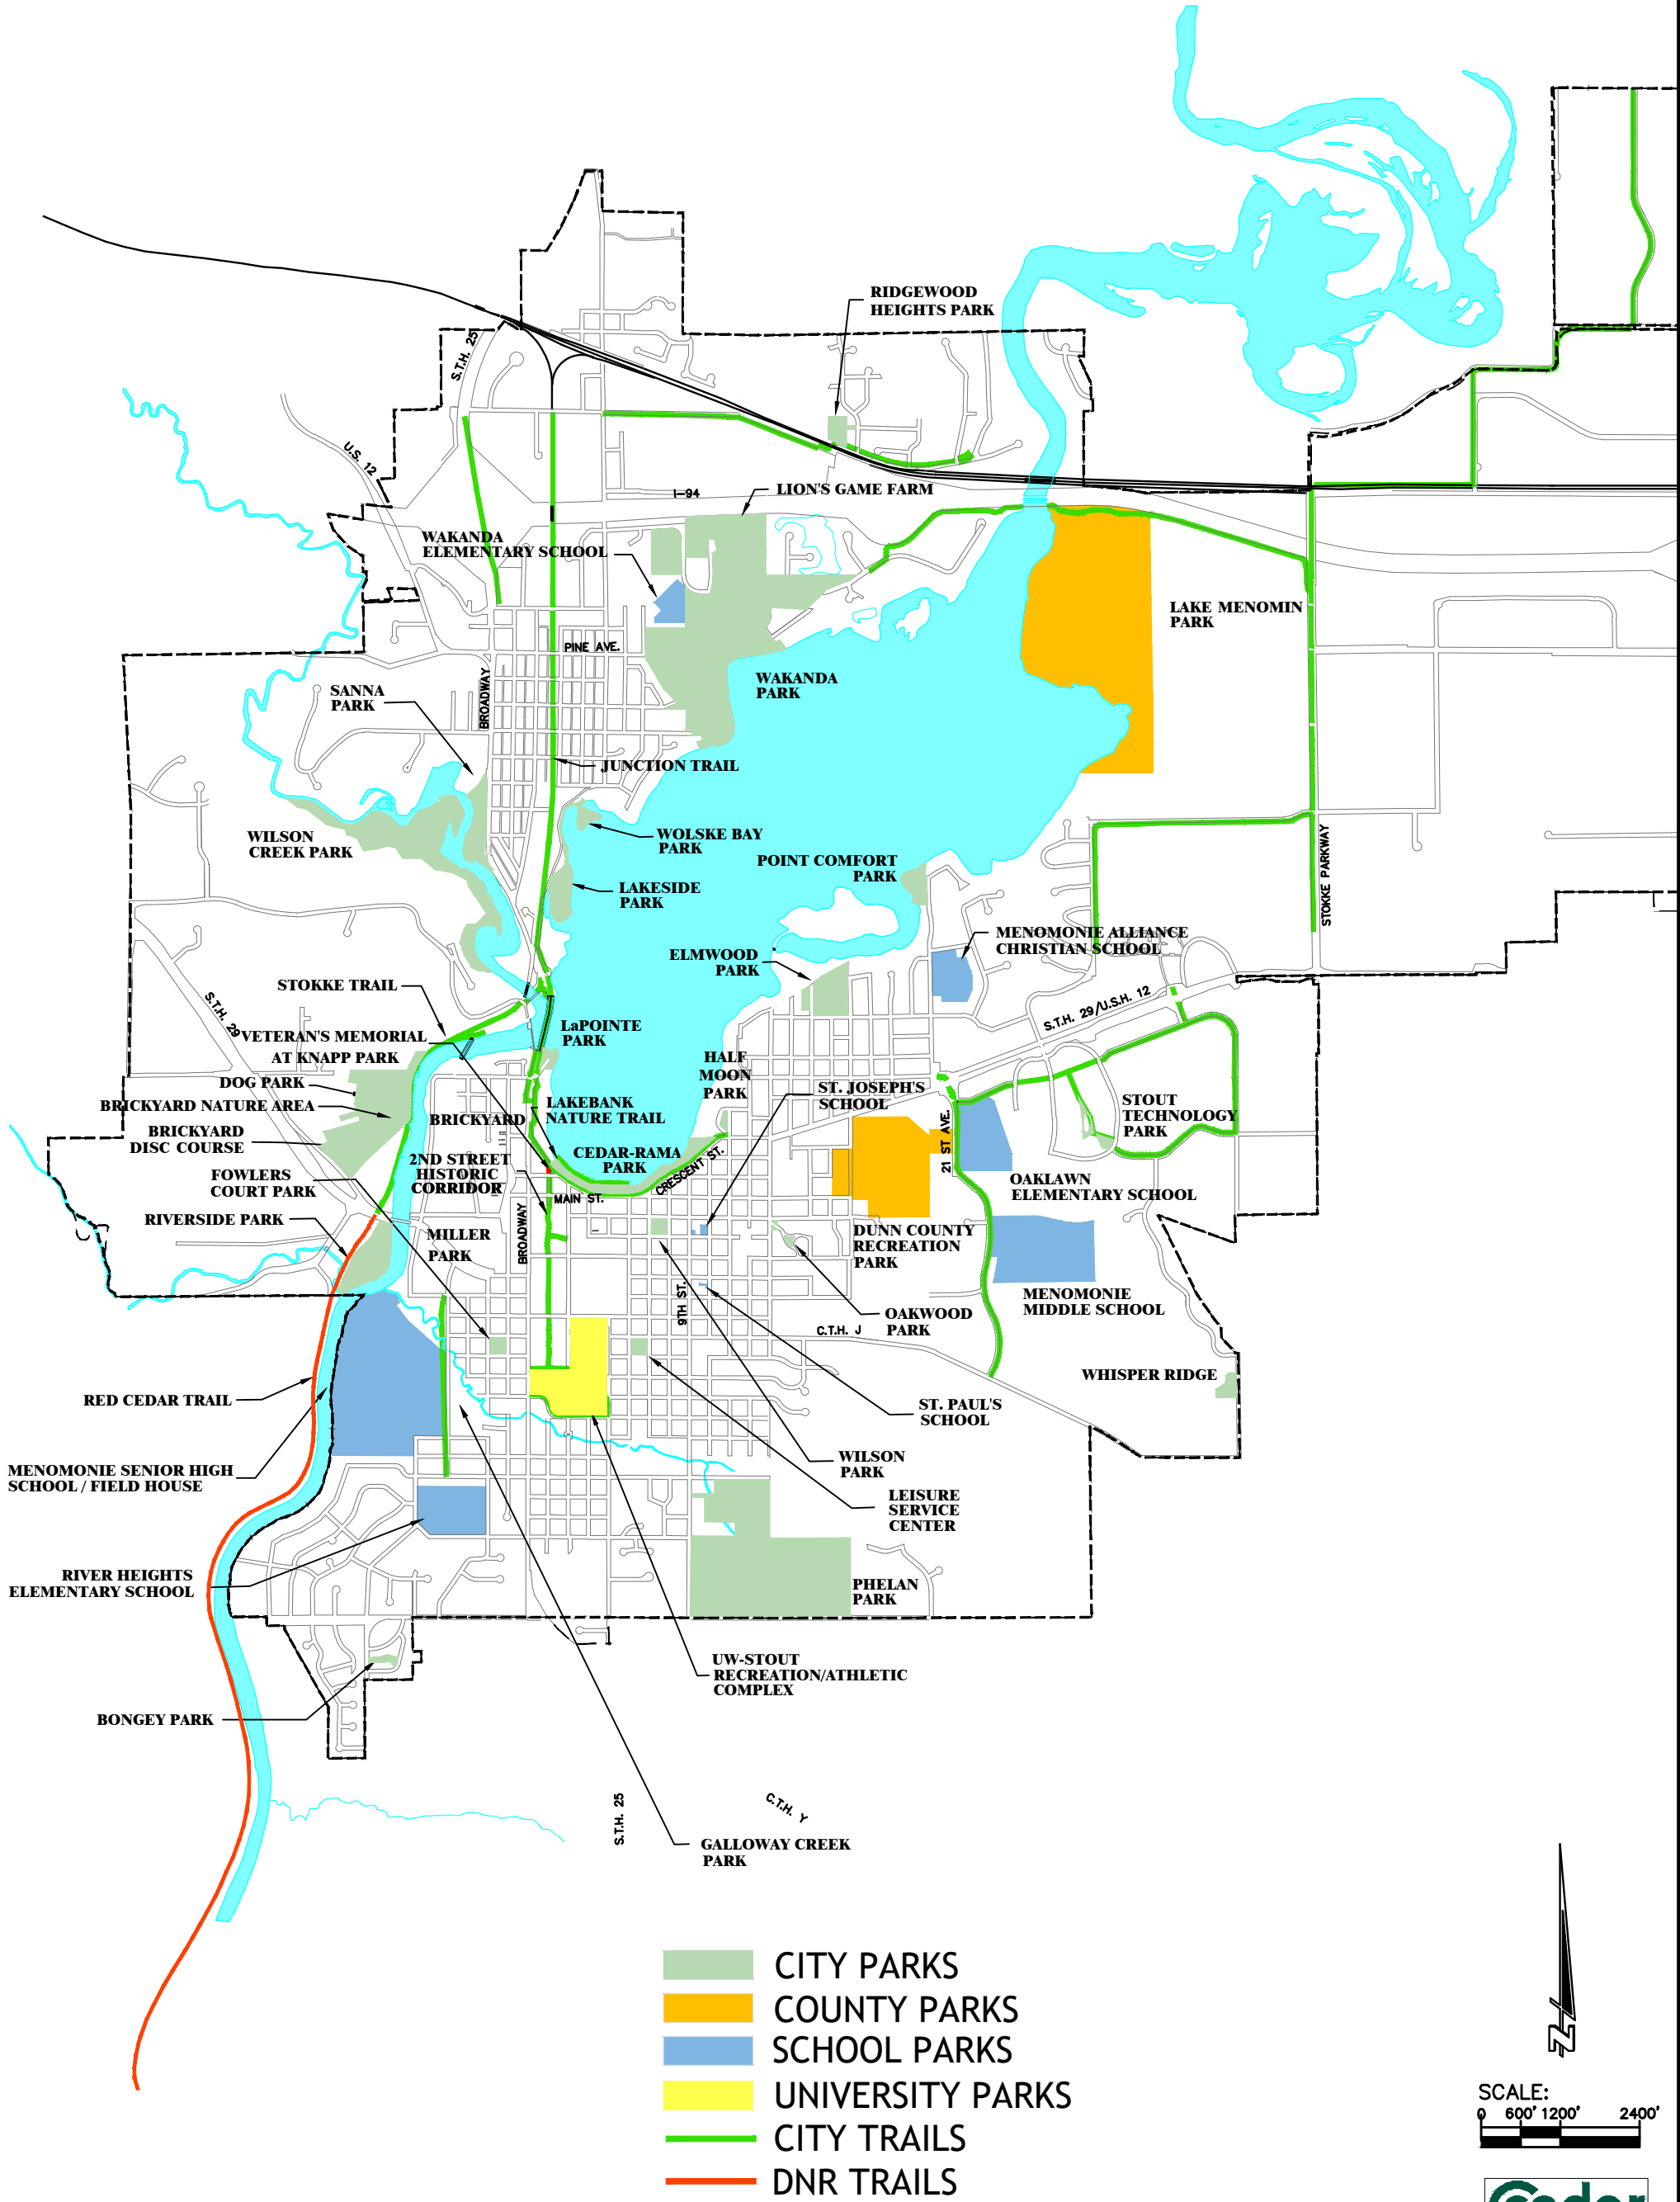 RIDGEWOOD
HEIGHTS PARK
S.T.H. 25
U.S. 12
I-94
LION'S GAME FARM
WAKANDA
ELEMENTARY SCHOOL
LAKE MENOMIN
PARK
PINE AVE.
WAKANDA
PARK
SANNA
PARK
BROADWAY
JUNCTION TRAIL
WILSON
CREEK PARK
WOLSKE BAY
PARK
POINT COMFORT
PARK
STOKKE PARKWAY
LAKESIDE
PARK
MENOMONIE ALLIANCE
CHRISTIAN SCHOOL
ELMWOOD
PARK
STOKKE TRAIL
S.T.H. 29
S.T.H. 29/U.S.H. 12
VETERAN'S MEMORIAL
AT KNAPP PARK
LaPOINTE
PARK
HALF
MOON
PARK
DOG PARK
ST. JOSEPH'S
SCHOOL
BRICKYARD NATURE AREA
BRICKYARD
LAKEBANK
NATURE TRAIL
STOUT
TECHNOLOGY
PARK
BRICKYARD
DISC COURSE
21 ST AVE.
CEDAR-RAMA
PARK
CRESCENT ST.
2ND STREET
HISTORIC
CORRIDOR
FOWLERS
COURT PARK
MAIN ST.
OAKLAWN
ELEMENTARY SCHOOL
RIVERSIDE PARK
MILLER
PARK
BROADWAY
DUNN COUNTY
RECREATION
PARK
9TH ST.
MENOMONIE
MIDDLE SCHOOL
OAKWOOD
PARK
C.T.H. J
WHISPER RIDGE
RED CEDAR TRAIL
ST. PAUL'S
SCHOOL
WILSON
PARK
MENOMONIE SENIOR HIGH
SCHOOL / FIELD HOUSE
LEISURE
SERVICE
CENTER
RIVER HEIGHTS
ELEMENTARY SCHOOL
PHELAN
PARK
UW-STOUT
RECREATION/ATHLETIC
COMPLEX
BONGEY PARK
S.T.H. 25
C.T.H. Y
GALLOWAY CREEK
PARK
CITY PARKS
COUNTY PARKS
SCHOOL PARKS
UNIVERSITY PARKS
CITY TRAILS
DNR TRAILS
N
SCALE:
0 600' 1200' 2400'